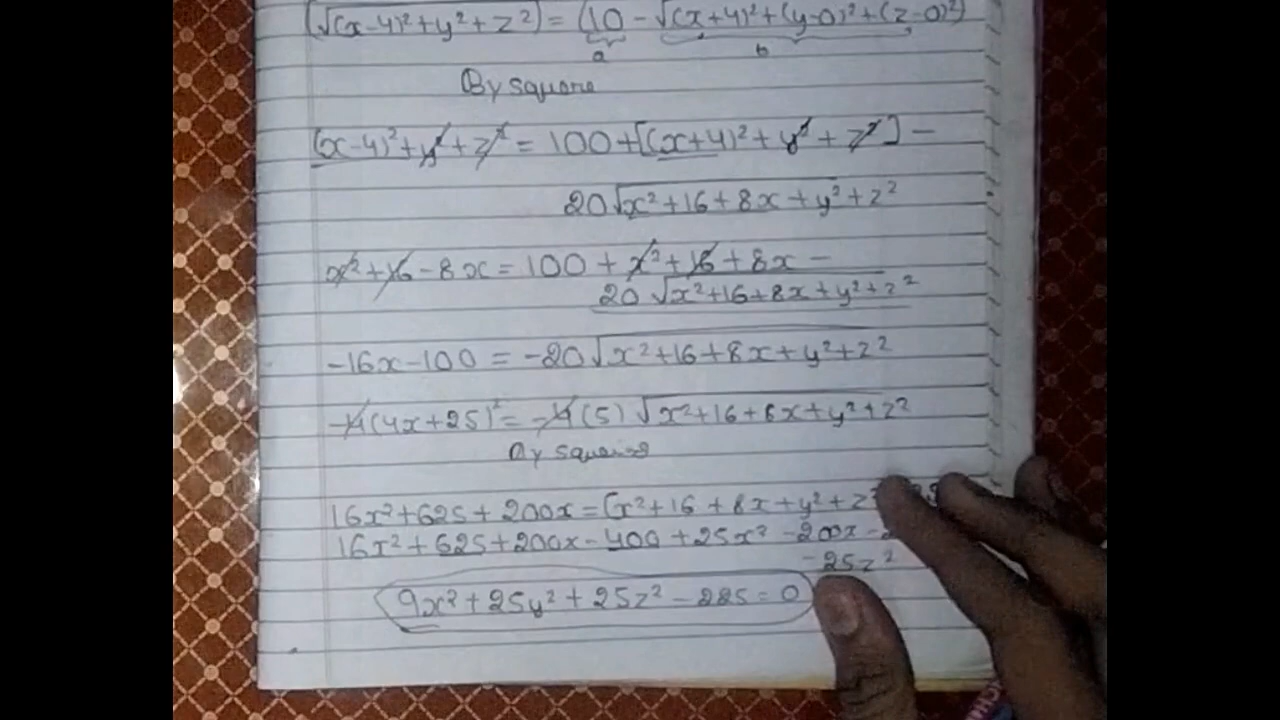 (√(x-4)²+y²+z²) = (10 - √(x+4)²+(y-0)²+(z-0)²)
a b
By square
(x-4)²+y²+z² = 100+[(x+4)²+y²+z²] -
20√x²+16+8x+y²+z²
x²+16-8x = 100+x²+16+8x-
20√x²+16+8x+y²+z²
-16x-100 = -20√x²+16+8x+y²+z²
-4(4x+25)² = -4(5)√x²+16+8x+y²+z²
By squaring
16x²+625+200x = (x²+16+8x+y²+z²
16x²+625+200x-400+25x²-200x-
-25z²
9x²+25y²+25z²-225=0